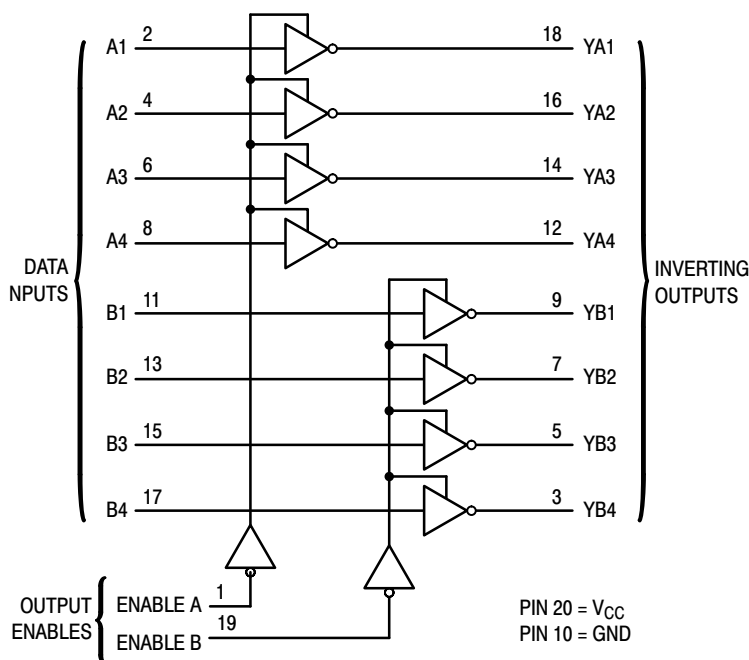 A1 2 18 YA1
A2 4 16 YA2
A3 6 14 YA3
A4 8 12 YA4
DATA
NPUTS
INVERTING
OUTPUTS
B1 11 9 YB1
B2 13 7 YB2
B3 15 5 YB3
B4 17 3 YB4
OUTPUT
ENABLES
ENABLE A 1
ENABLE B 19
PIN 20 = VCC
PIN 10 = GND